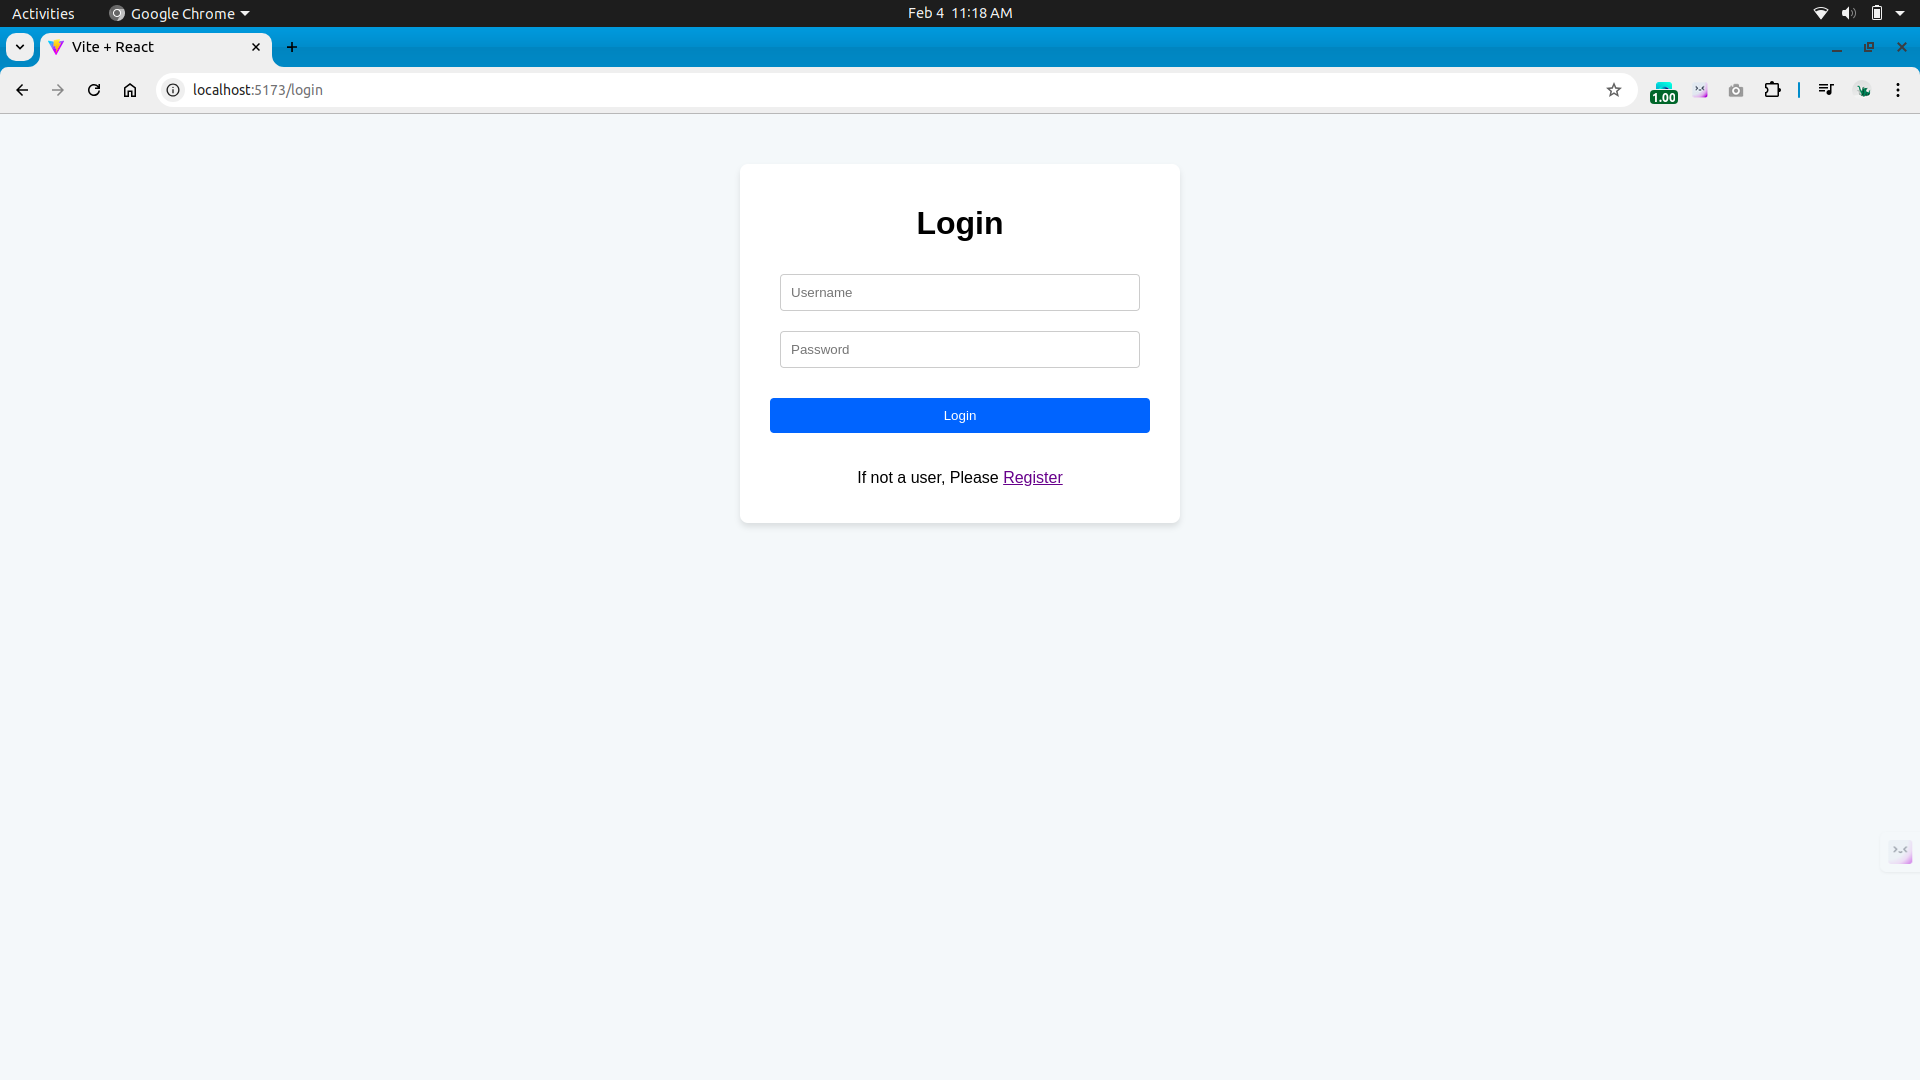 Activities Google Chrome Feb 4 11:18 AM
Vite + React
localhost:5173/login
1.00
Login
Username
Password
Login
If not a user, Please Register